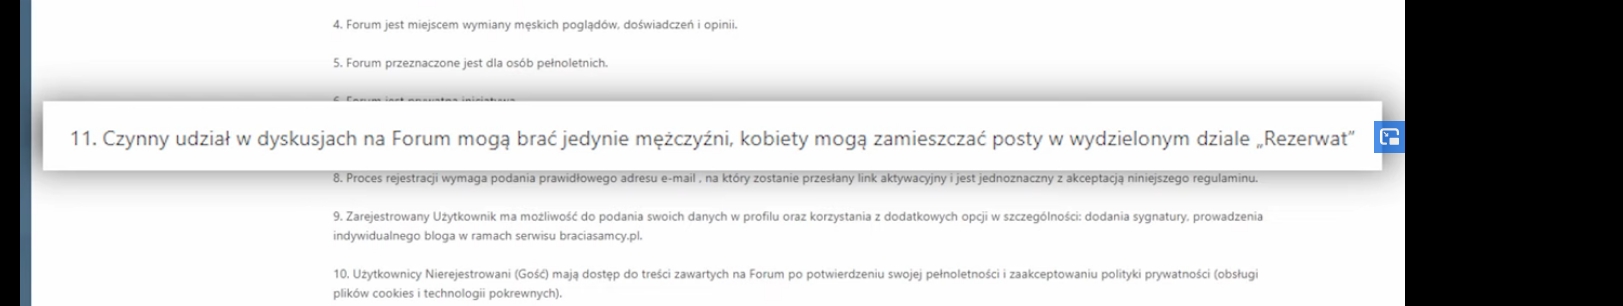 4. Forum jest miejscem wymiany męskich poglądów, doświadczeń i opinii.
5. Forum przeznaczone jest dla osób pełnoletnich.
6. Forum jest prywatną inicjatywą.
11. Czynny udział w dyskusjach na Forum mogą brać jedynie mężczyźni, kobiety mogą zamieszczać posty w wydzielonym dziale „Rezerwat”
8. Proces rejestracji wymaga podania prawidłowego adresu e-mail , na który zostanie przesłany link aktywacyjny i jest jednoznaczny z akceptacją niniejszego regulaminu.
9. Zarejestrowany Użytkownik ma możliwość do podania swoich danych w profilu oraz korzystania z dodatkowych opcji w szczególności: dodania sygnatury, prowadzenia
indywidualnego bloga w ramach serwisu braciasamcy.pl.
10. Użytkownicy Nierejestrowani (Gość) mają dostęp do treści zawartych na Forum po potwierdzeniu swojej pełnoletności i zaakceptowaniu polityki prywatności (obsługi
plików cookies i technologii pokrewnych).